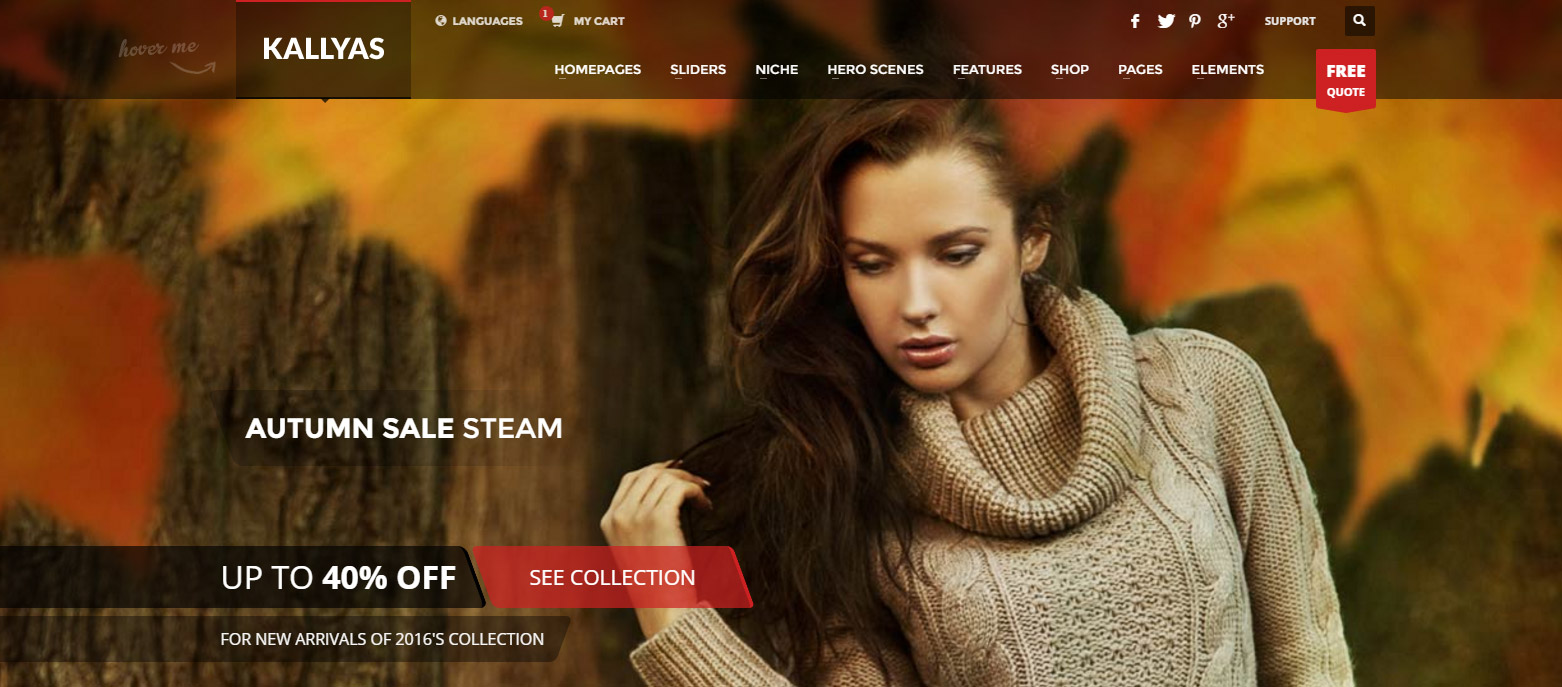 LANGUAGES
1
MY CART
g+
SUPPORT
hover me
KALLYAS
HOMEPAGES
SLIDERS
NICHE
HERO SCENES
FEATURES
SHOP
PAGES
ELEMENTS
FREE
QUOTE
AUTUMN SALE STEAM
UP TO 40% OFF
SEE COLLECTION
FOR NEW ARRIVALS OF 2016'S COLLECTION